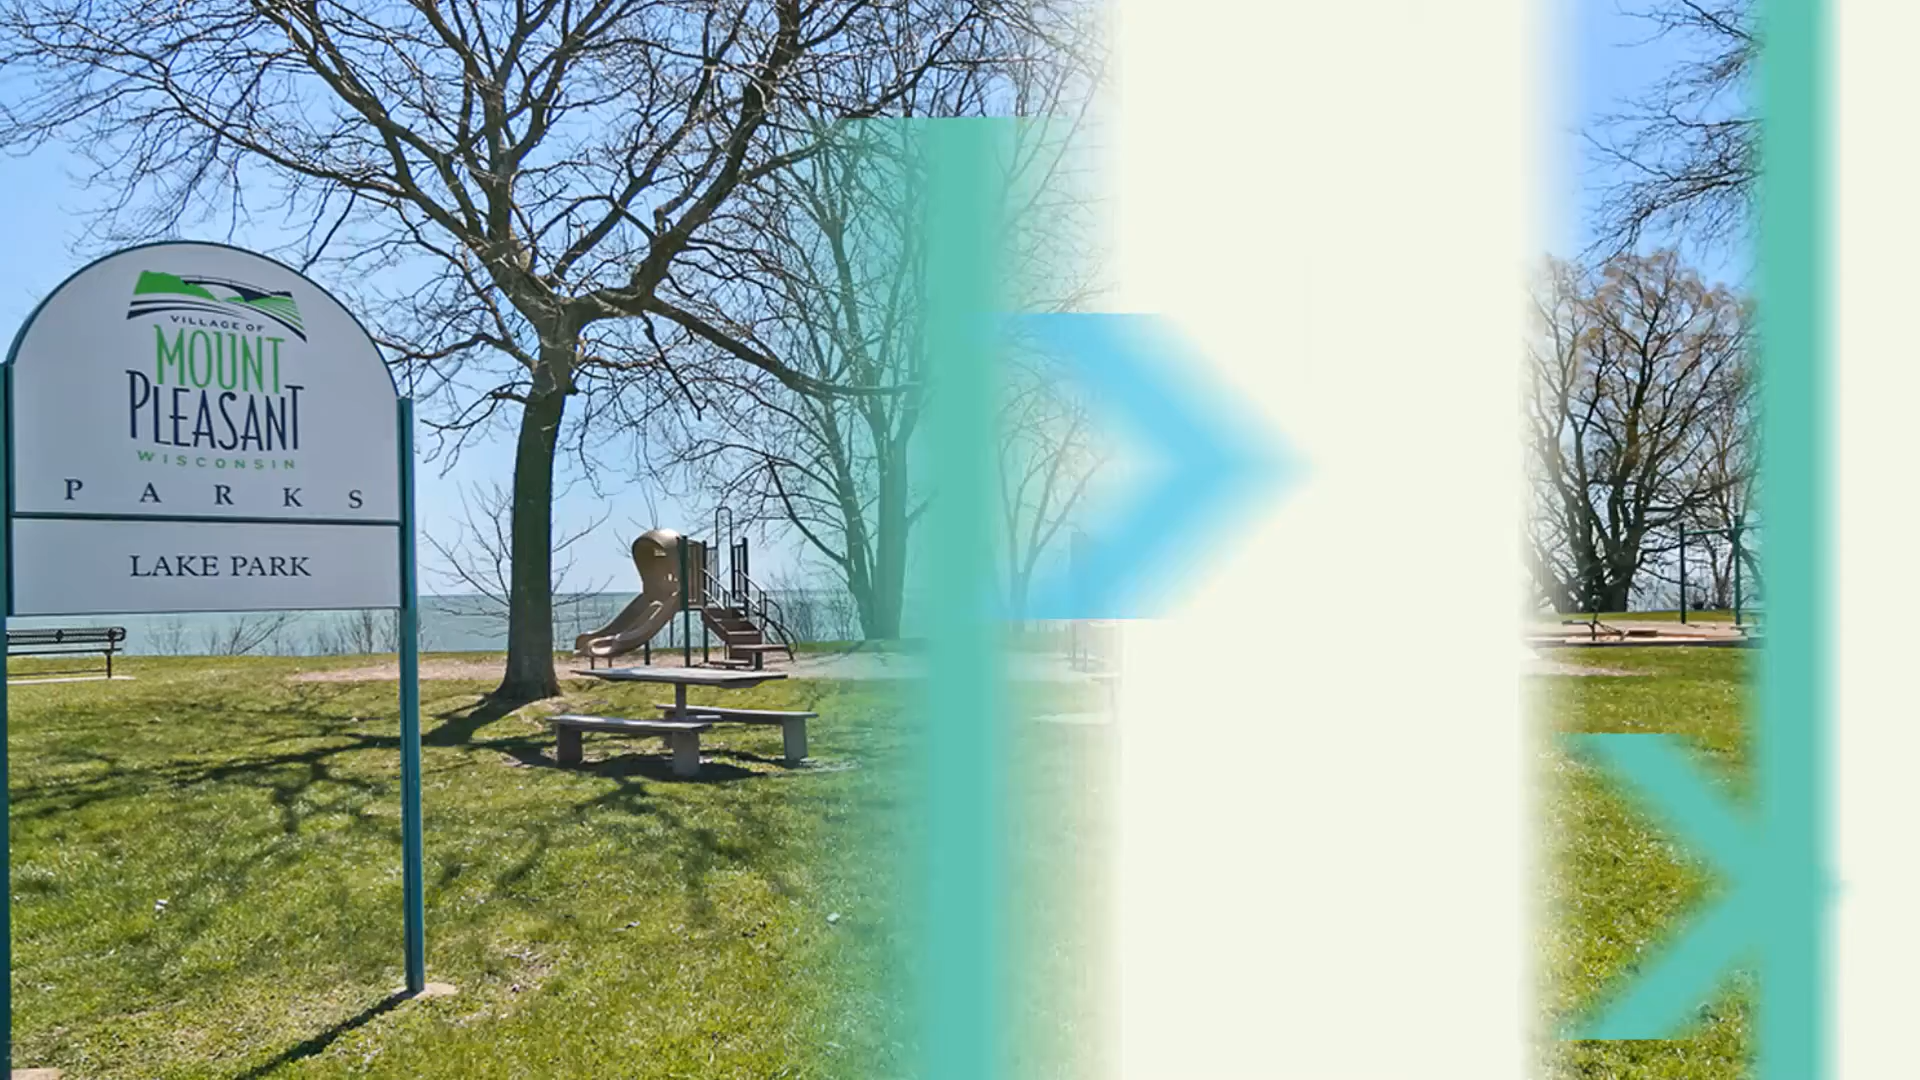 VILLAGE OF
MOUNT
PLEASANT
WISCONSIN
PARKS
LAKE PARK